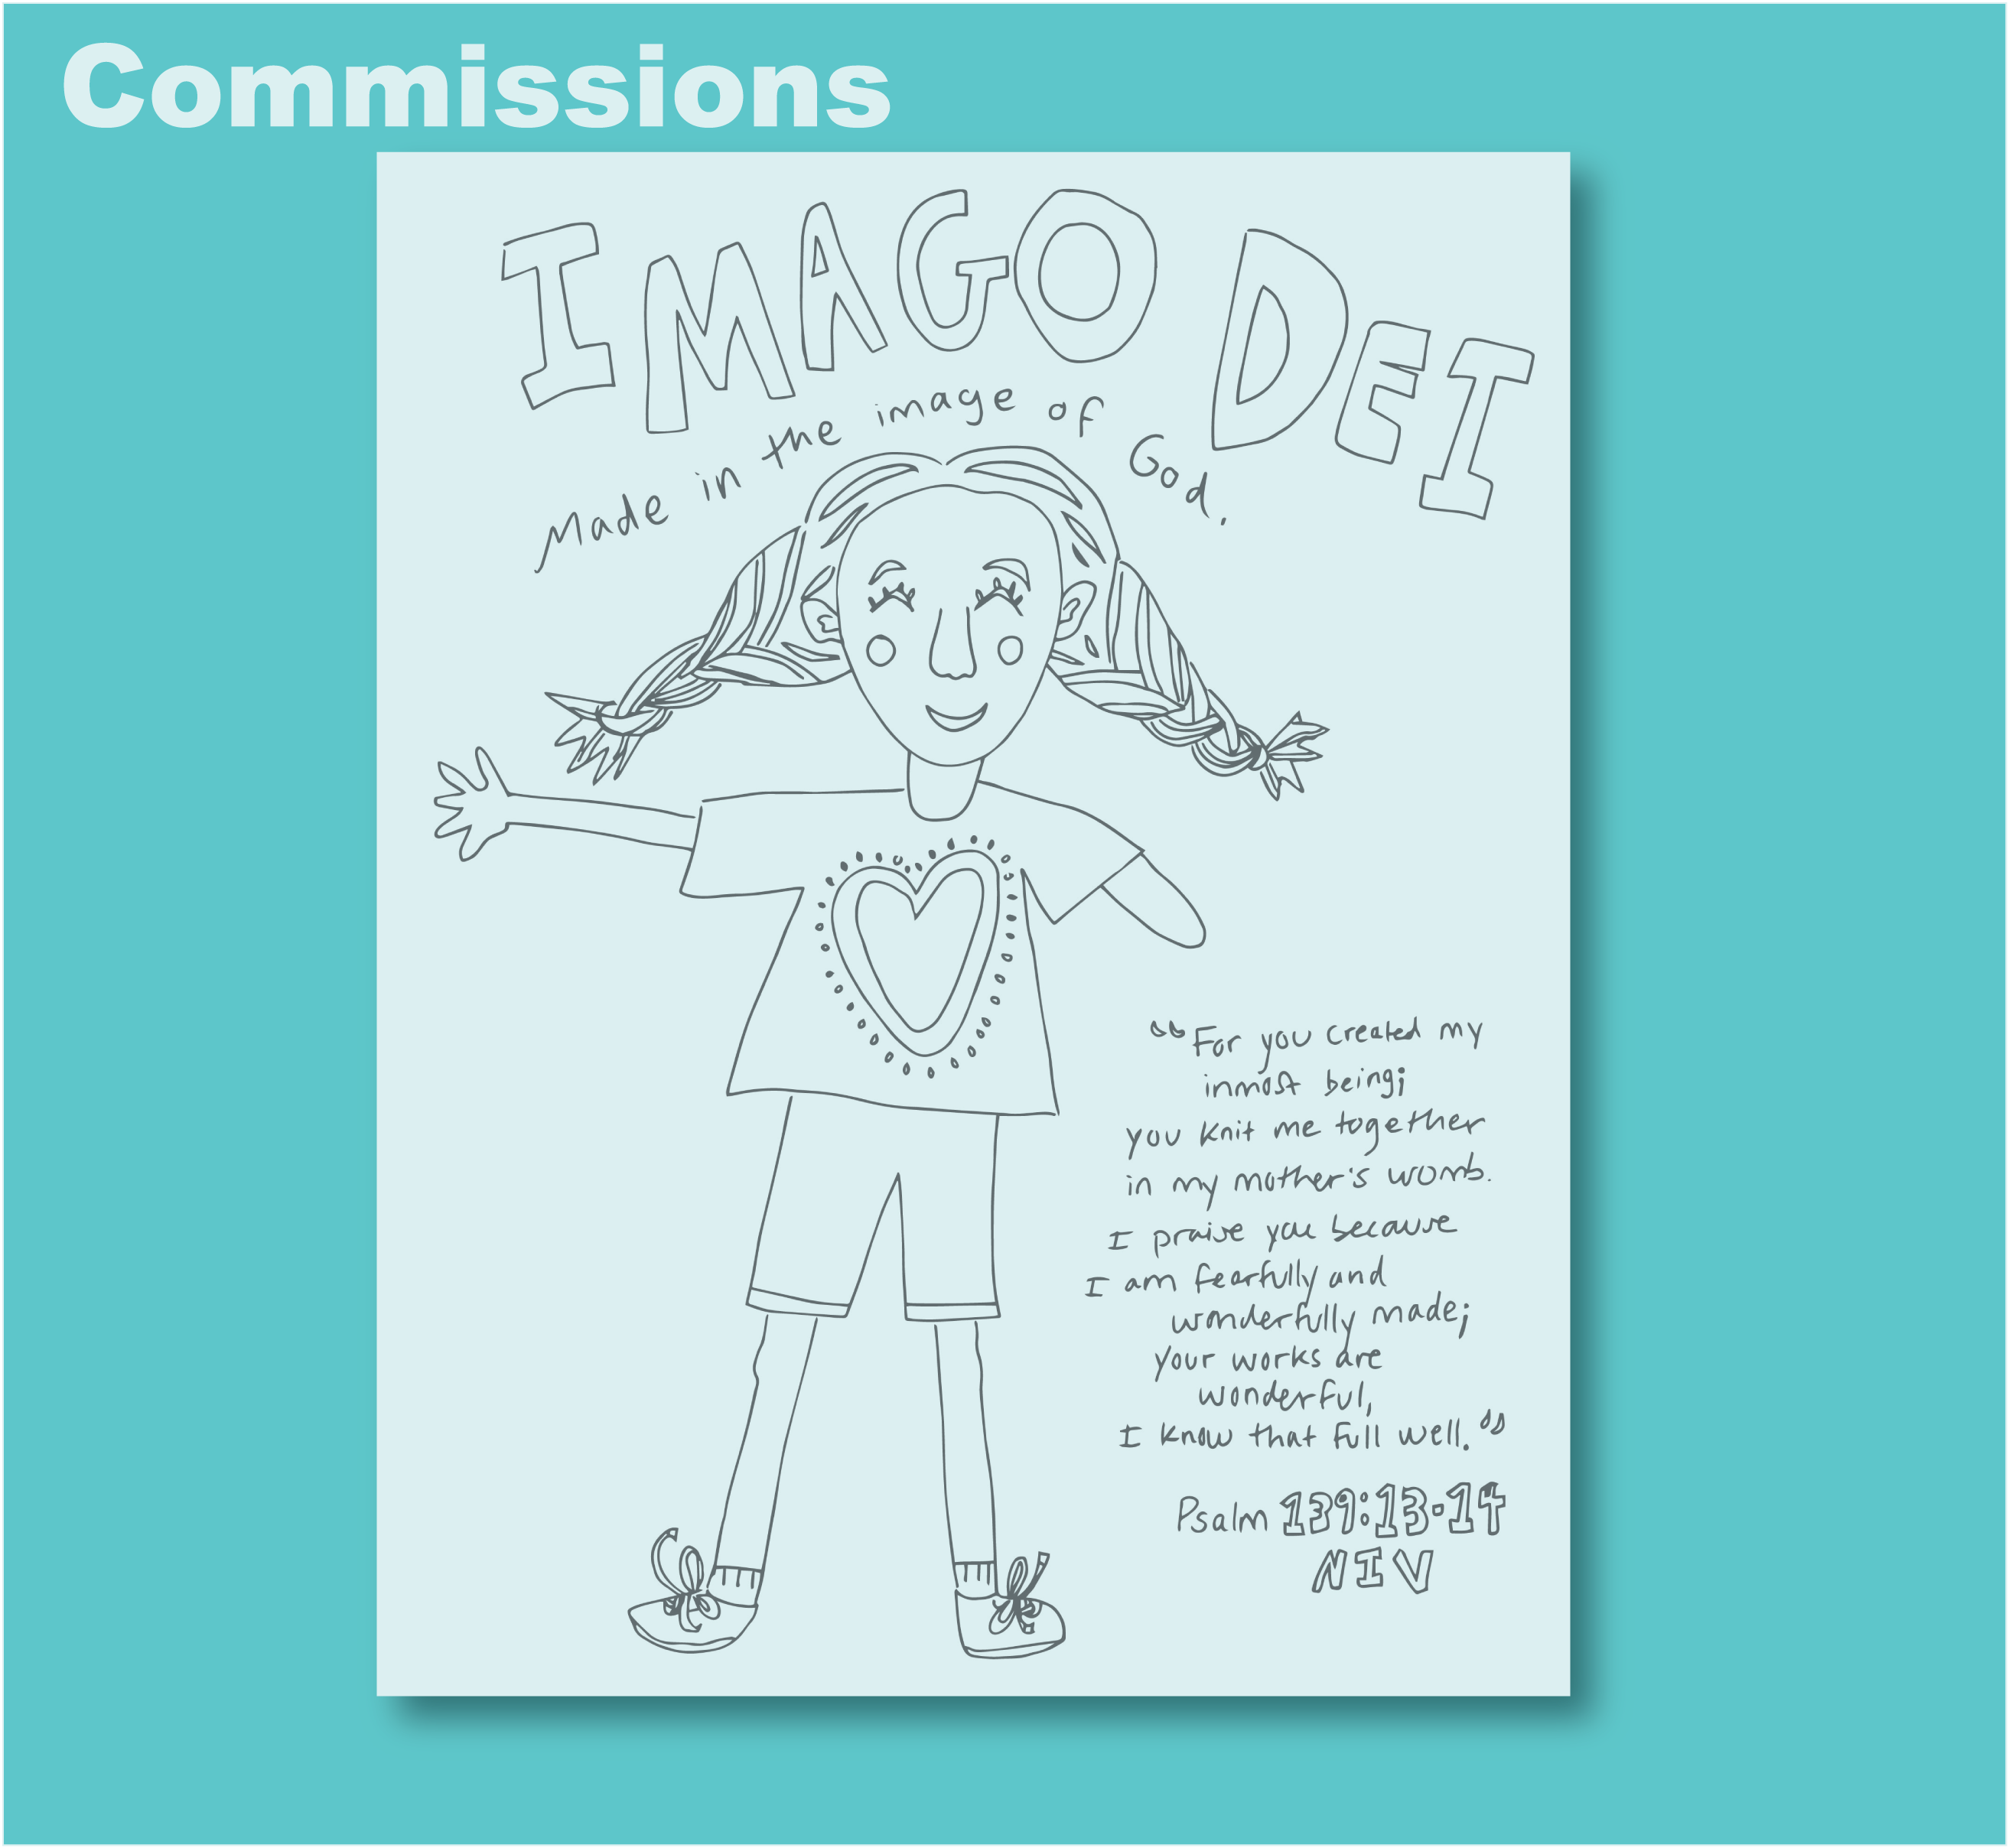 Commissions
IMAGO DEI
Made in the image of God.
“For you created my
inmost being;
you knit me together
in my mother's womb.
I praise you because
I am fearfully and
wonderfully made;
your works are
wonderful,
I know that full well.”
Psalm 139:13-14
NIV